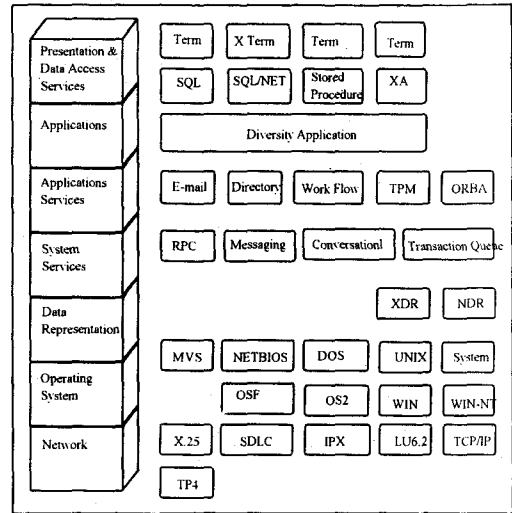 Presentation &
Data Access
Services
Term
X Term
Term
Term
SQL
SQL/NET
Stored
Procedure
XA
Applications
Diversity Application
Applications
Services
E-mail
Directory
Work Flow
TPM
ORBA
System
Services
RPC
Messaging
Conversationl
Transaction Queue
Data
Representation
XDR
NDR
Operating
System
MVS
NETBIOS
DOS
UNIX
System
OSF
OS2
WIN
WIN-NT
Network
X.25
SDLC
IPX
LU6.2
TCP/IP
TP4